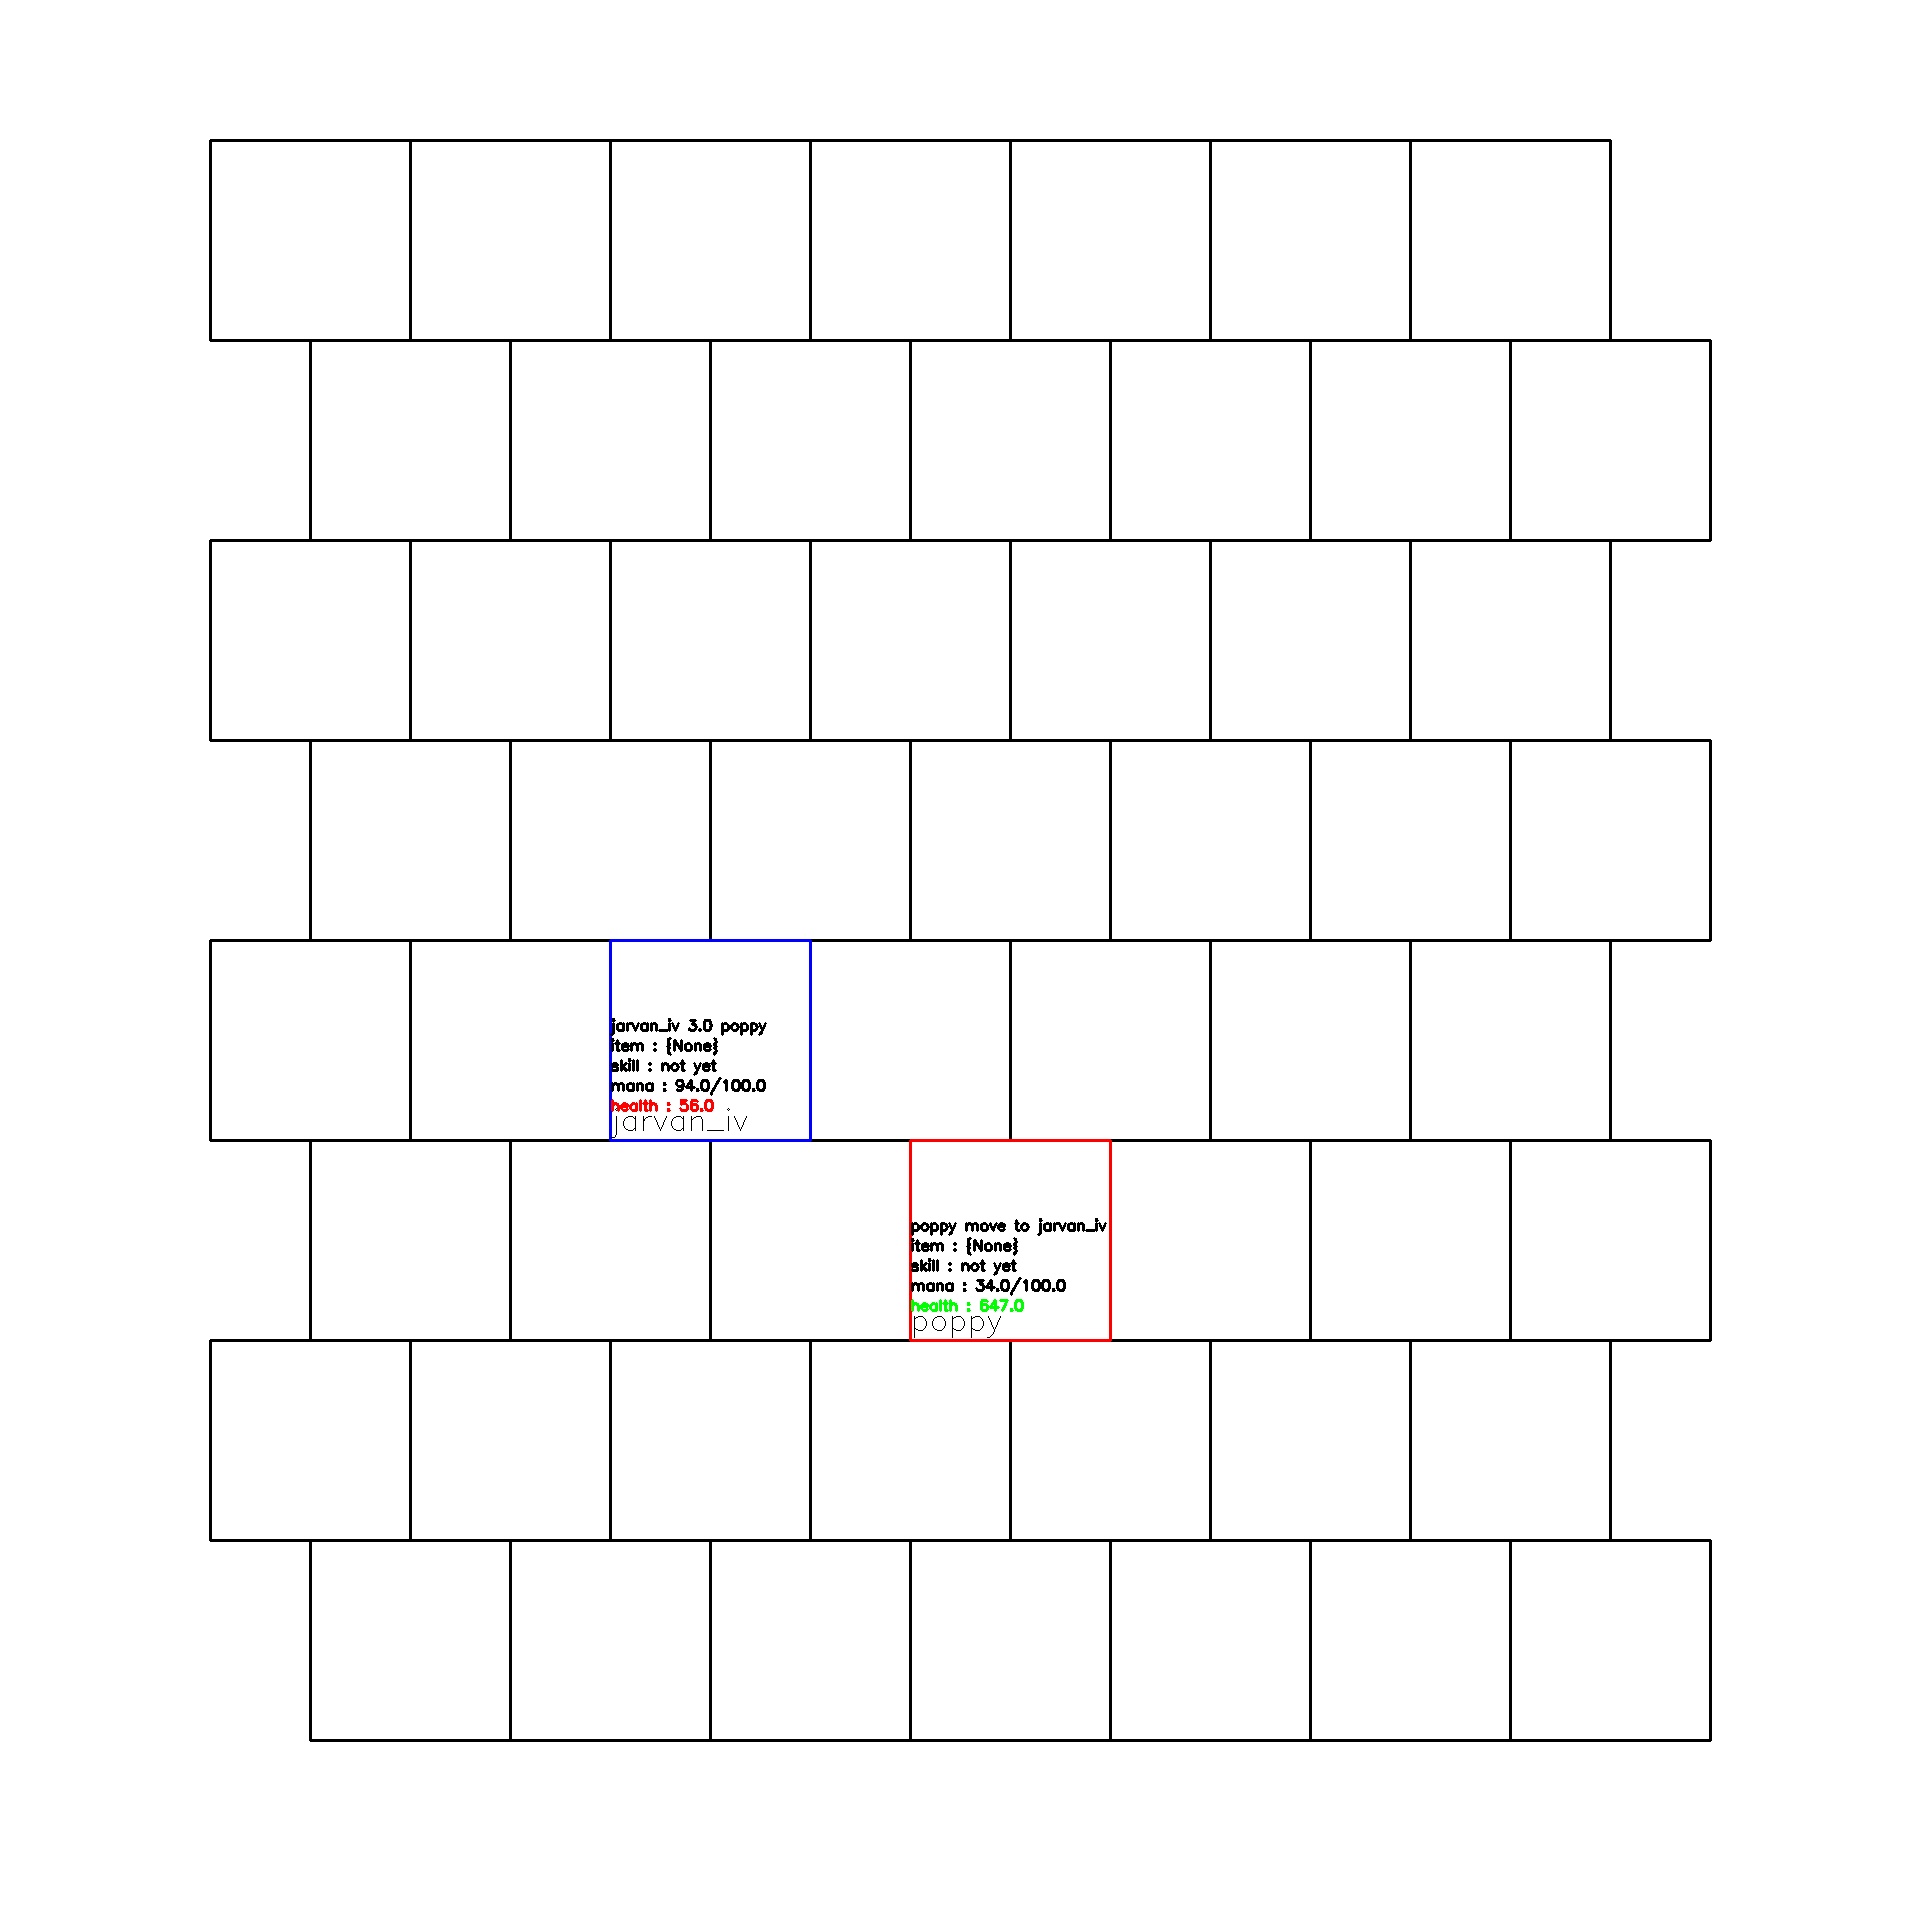 jarvan_iv 3.0 poppy
item : {None}
skill : not yet
mana : 94.0/100.0
health : 56.0
jarvan_iv
poppy move to jarvan_iv
item : {None}
skill : not yet
mana : 34.0/100.0
health : 647.0
poppy